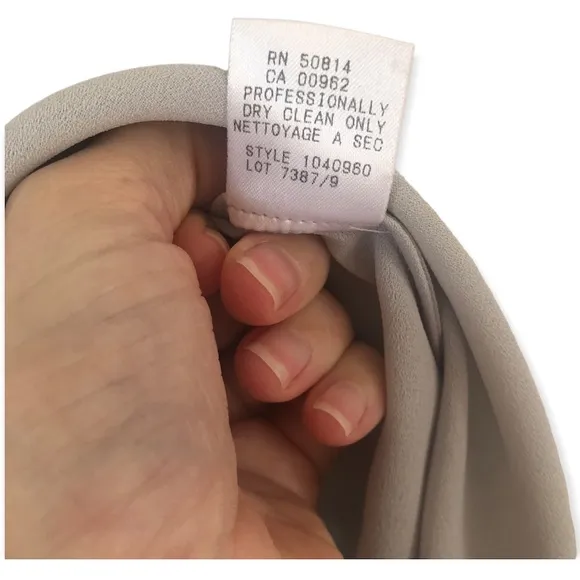 RN 50814
CA 00962
PROFESSIONALLY
DRY CLEAN ONLY
NETTOYAGE A SEC
STYLE 1040960
LOT 7387/9